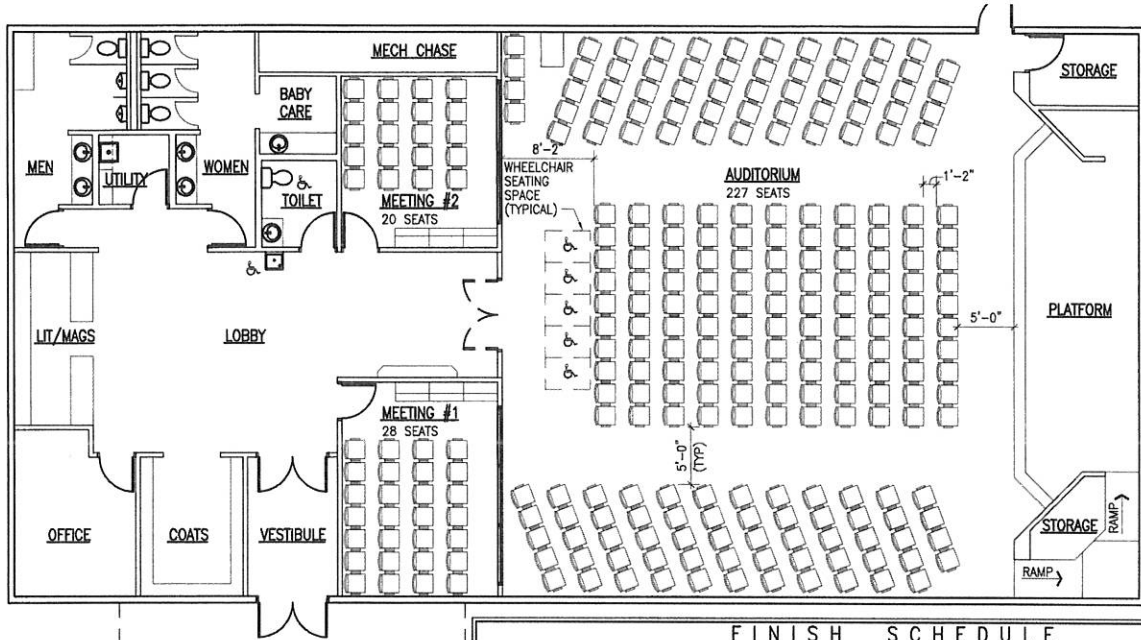 MECH CHASE
STORAGE
BABY
CARE
MEN
UTILITY
WOMEN
TOILET
MEETING #2
20 SEATS
8'-2"
WHEELCHAIR
SEATING
SPACE
(TYPICAL)
AUDITORIUM
227 SEATS
1'-2"
LIT/MAGS
LOBBY
5'-0"
PLATFORM
MEETING #1
28 SEATS
5'-0"
(TYP)
OFFICE
COATS
VESTIBULE
STORAGE
RAMP
RAMP
FINISH SCHEDULE